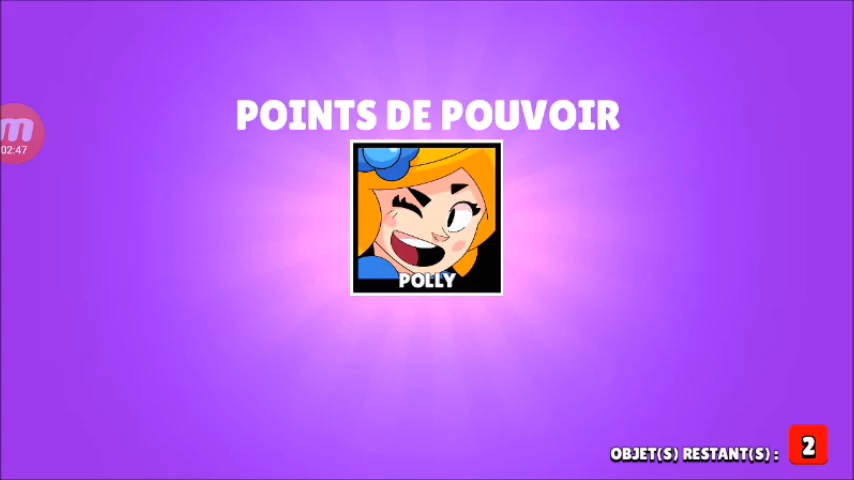 POINTS DE POUVOIR
m
02:47
POLLY
OBJET(S) RESTANT(S) : 2